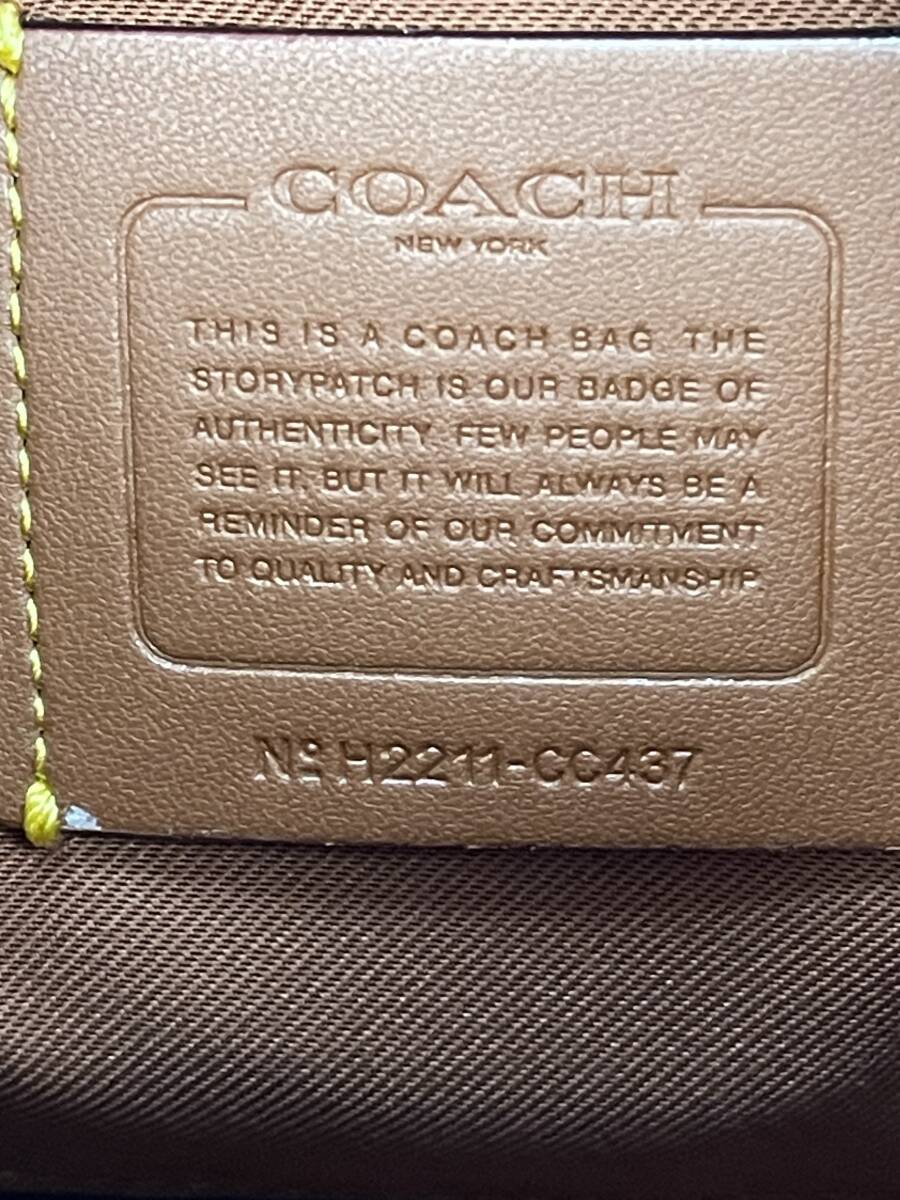 COACH
NEW YORK
THIS IS A COACH BAG. THE
STORYPATCH IS OUR BADGE OF
AUTHENTICITY. FEW PEOPLE MAY
SEE IT, BUT IT WILL ALWAYS BE A
REMINDER OF OUR COMMITMENT
TO QUALITY AND CRAFTSMANSHIP.
Nº H2211-CC437